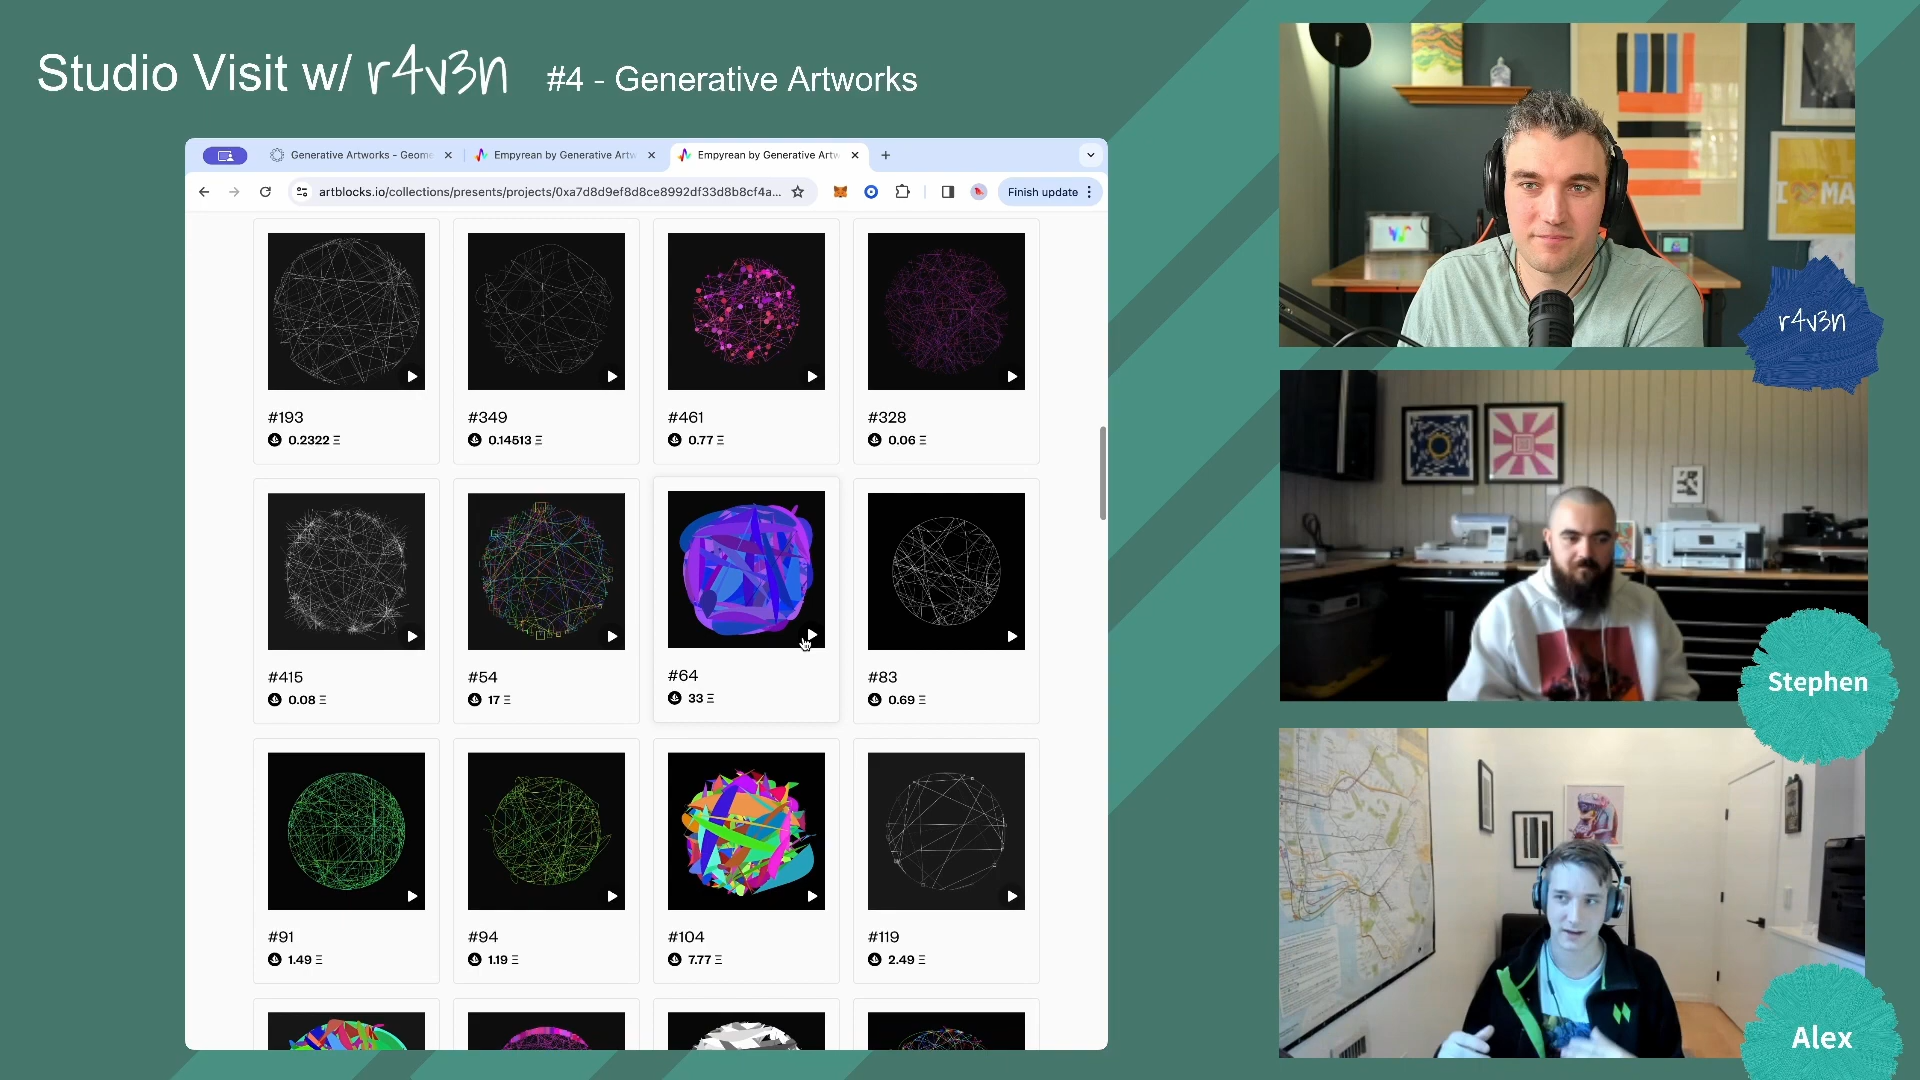 Studio Visit w/ r4v3n #4 - Generative Artworks
Generative Artworks - Geome
Empyrean by Generative Artw
Empyrean by Generative Artw
artblocks.io/collections/presents/projects/0xa7d8d9ef8d8ce8992df33d8b8cf4a...
Finish update
#193
0.2322 Ξ
#349
0.14513 Ξ
#461
0.77 Ξ
#328
0.06 Ξ
#415
0.08 Ξ
#54
17 Ξ
#64
33 Ξ
#83
0.69 Ξ
#91
1.49 Ξ
#94
1.19 Ξ
#104
7.77 Ξ
#119
2.49 Ξ
I MA
r4v3n
Stephen
Alex